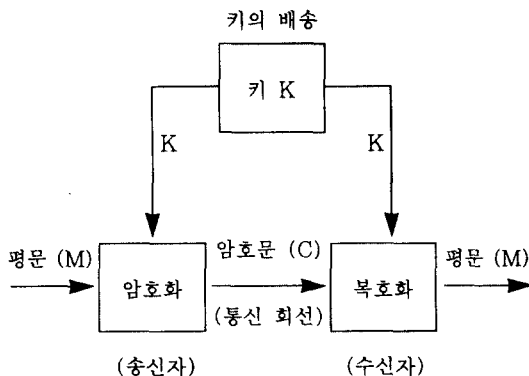 키의 배송
키 K
K
K
평문 (M)
암호화
암호문 (C)
(통신 회선)
복호화
평문 (M)
(송신자)
(수신자)